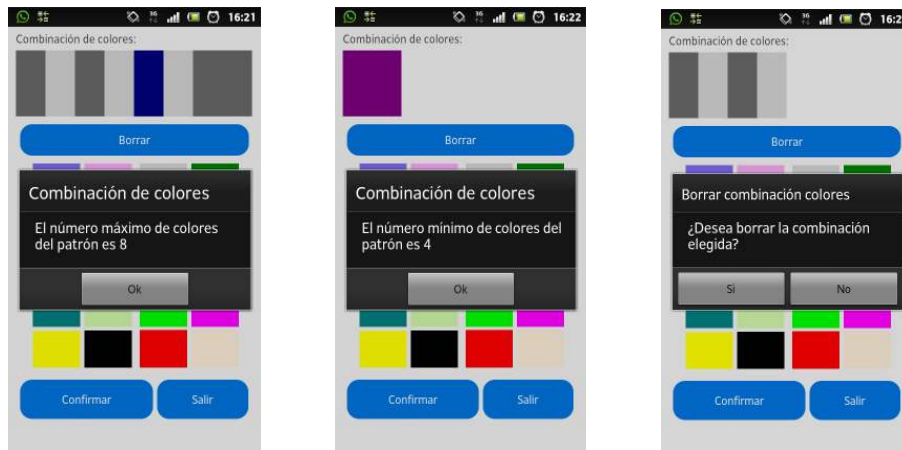 16:21
Combinación de colores:
Borrar
Combinación de colores
El número máximo de colores
del patrón es 8
Ok
Confirmar
Salir
16:22
Combinación de colores:
Borrar
Combinación de colores
El número mínimo de colores del
patrón es 4
Ok
Confirmar
Salir
16:2
Combinación de colores:
Borrar
Borrar combinación colores
¿Desea borrar la combinación
elegida?
Si
No
Confirmar
Salir